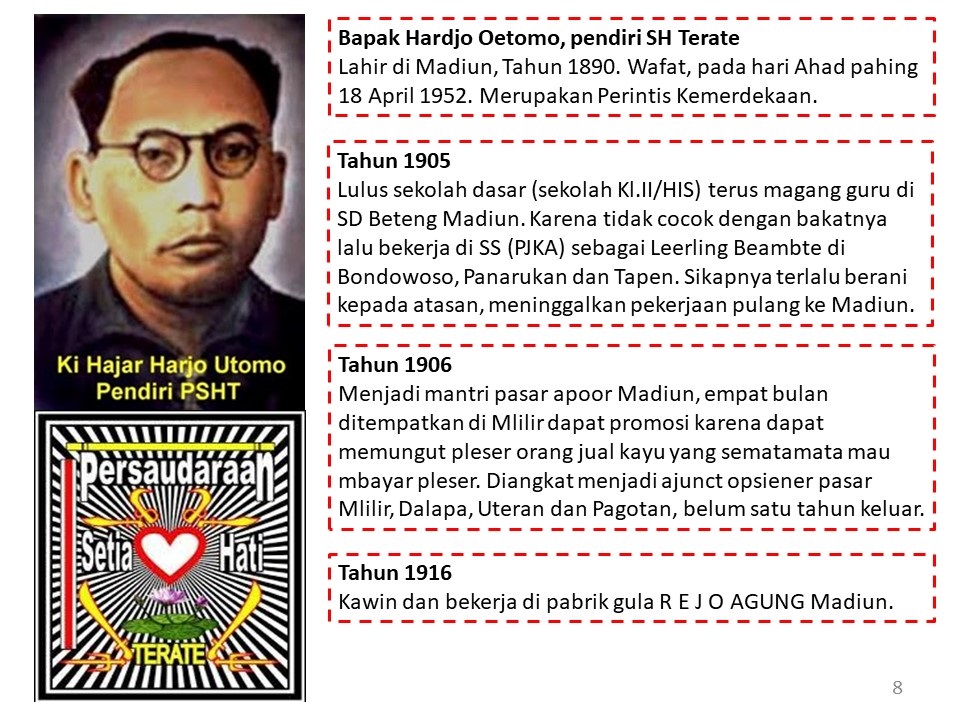 Bapak Hardjo Oetomo, pendiri SH Terate
Lahir di Madiun, Tahun 1890. Wafat, pada hari Ahad pahing
18 April 1952. Merupakan Perintis Kemerdekaan.
Tahun 1905
Lulus sekolah dasar (sekolah Kl.II/HIS) terus magang guru di
SD Beteng Madiun. Karena tidak cocok dengan bakatnya
lalu bekerja di SS (PJKA) sebagai Leerling Beambte di
Bondowoso, Panarukan dan Tapen. Sikapnya terlalu berani
kepada atasan, meninggalkan pekerjaan pulang ke Madiun.
Ki Hajar Harjo Utomo
Pendiri PSHT
Tahun 1906
Menjadi mantri pasar apoor Madiun, empat bulan
ditempatkan di Mlilir dapat promosi karena dapat
memungut pleser orang jual kayu yang sematamata mau
mbayar pleser. Diangkat menjadi ajunct opsiener pasar
Mlilir, Dalapa, Uteran dan Pagotan, belum satu tahun keluar.
Persaudaraan
Setia Hati
TERATE
Tahun 1916
Kawin dan bekerja di pabrik gula R E J O AGUNG Madiun.
8